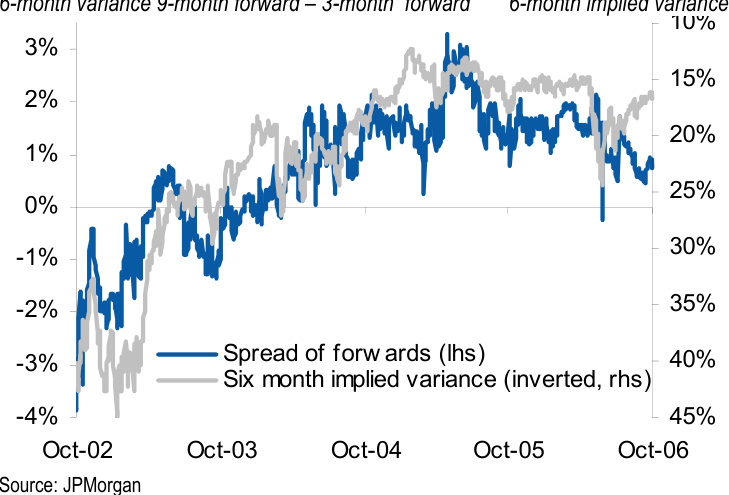 6-month variance 9-month forward – 3-month forward 6-month implied variance
3% 10%
2% 15%
1% 20%
0% 25%
-1% 30%
-2% 35%
-3% 40%
-4% 45%
Spread of forwards (lhs)
Six month implied variance (inverted, rhs)
Oct-02 Oct-03 Oct-04 Oct-05 Oct-06
Source: JPMorgan